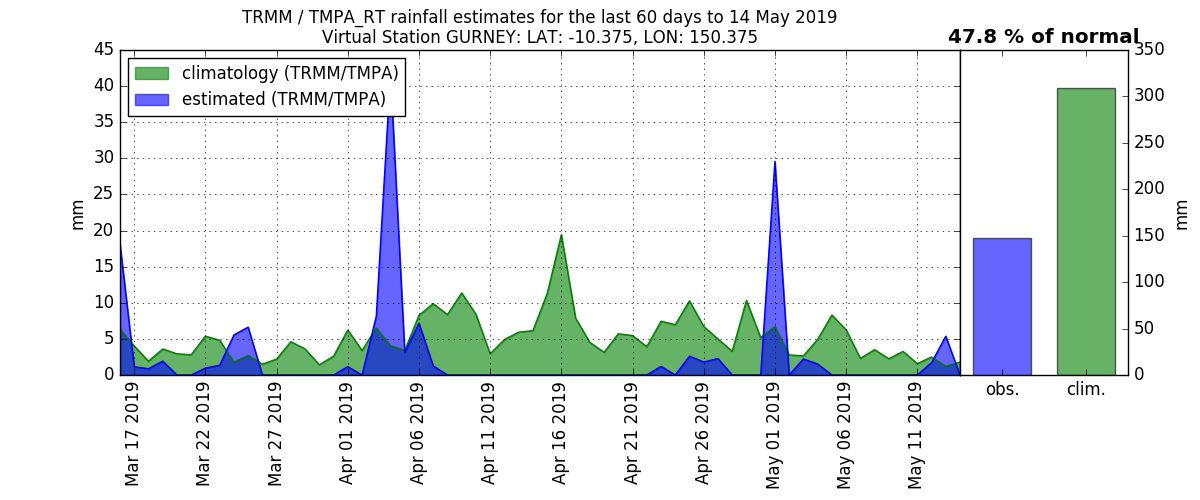 TRMM / TMPA_RT rainfall estimates for the last 60 days to 14 May 2019
Virtual Station GURNEY: LAT: -10.375, LON: 150.375
47.8 % of normal
climatology (TRMM/TMPA)
estimated (TRMM/TMPA)
mm
45
40
35
30
25
20
15
10
5
0
Mar 17 2019
Mar 22 2019
Mar 27 2019
Apr 01 2019
Apr 06 2019
Apr 11 2019
Apr 16 2019
Apr 21 2019
Apr 26 2019
May 01 2019
May 06 2019
May 11 2019
350
300
250
200
150
100
50
0
mm
obs.
clim.